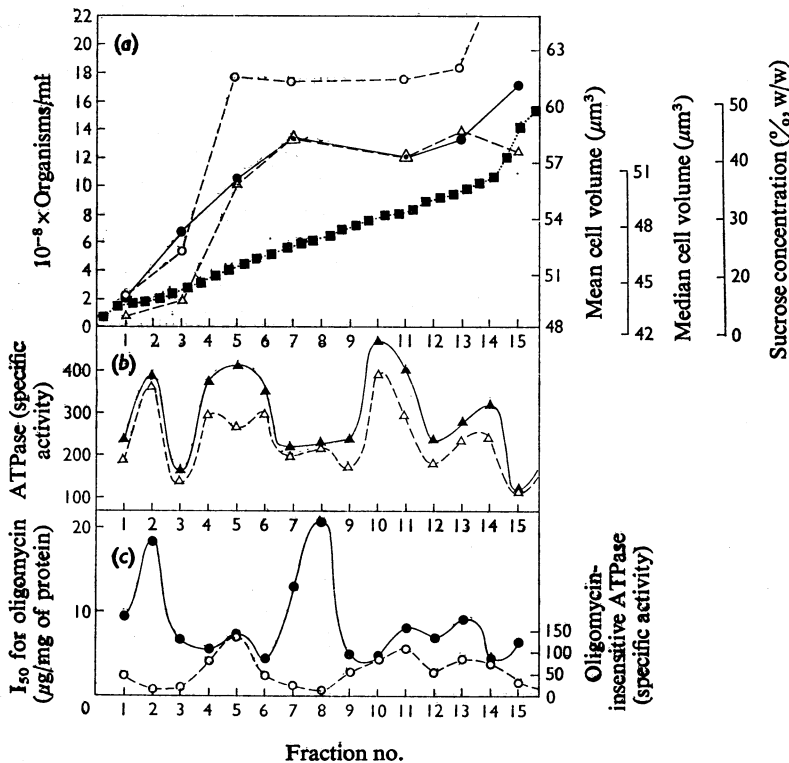 (a)
22
20
18
16
14
12
10
8
6
4
2
0
10⁻⁸ × Organisms/ml
63
60
57
54
51
48
Mean cell volume (μm³)
51
48
45
42
Median cell volume (μm³)
50
40
30
20
10
0
Sucrose concentration (%, w/w)
1 2 3 4 5 6 7 8 9 10 11 12 13 14 15
(b)
400
300
200
100
ATPase (specific
activity)
1 2 3 4 5 6 7 8 9 10 11 12 13 14 15
(c)
20
10
0
I₅₀ for oligomycin
(μg/mg of protein)
150
100
50
0
Oligomycin-
insensitive ATPase
(specific activity)
1 2 3 4 5 6 7 8 9 10 11 12 13 14 15
Fraction no.